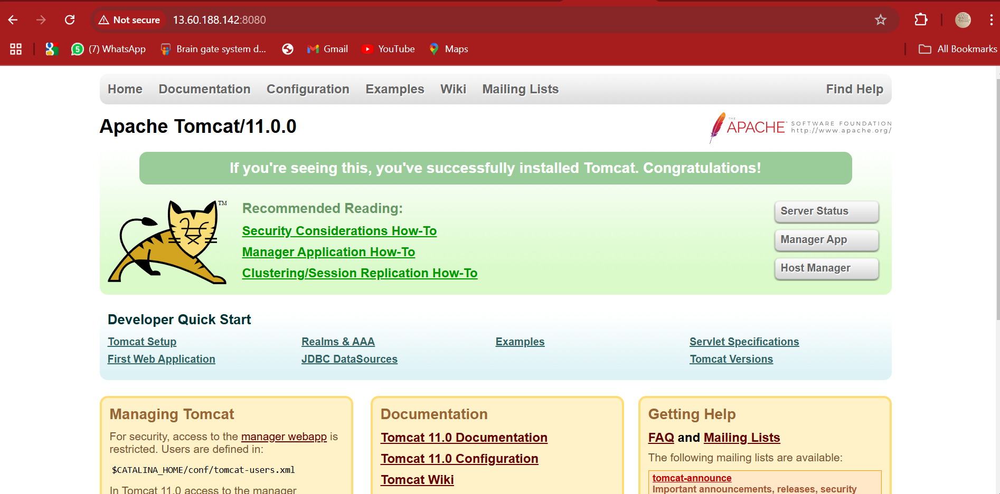 Not secure 13.60.188.142:8080
5 (7) WhatsApp Brain gate system d... Gmail YouTube Maps All Bookmarks
Home Documentation Configuration Examples Wiki Mailing Lists Find Help
Apache Tomcat/11.0.0
THE APACHE SOFTWARE FOUNDATION
http://www.apache.org/
If you're seeing this, you've successfully installed Tomcat. Congratulations!
TM
Recommended Reading:
Security Considerations How-To
Manager Application How-To
Clustering/Session Replication How-To
Server Status
Manager App
Host Manager
Developer Quick Start
Tomcat Setup Realms & AAA Examples Servlet Specifications
First Web Application JDBC DataSources Tomcat Versions
Managing Tomcat
For security, access to the manager webapp is
restricted. Users are defined in:
$CATALINA_HOME/conf/tomcat-users.xml
In Tomcat 11.0 access to the manager
Documentation
Tomcat 11.0 Documentation
Tomcat 11.0 Configuration
Tomcat Wiki
Getting Help
FAQ and Mailing Lists
The following mailing lists are available:
tomcat-announce
Important announcements, releases, security